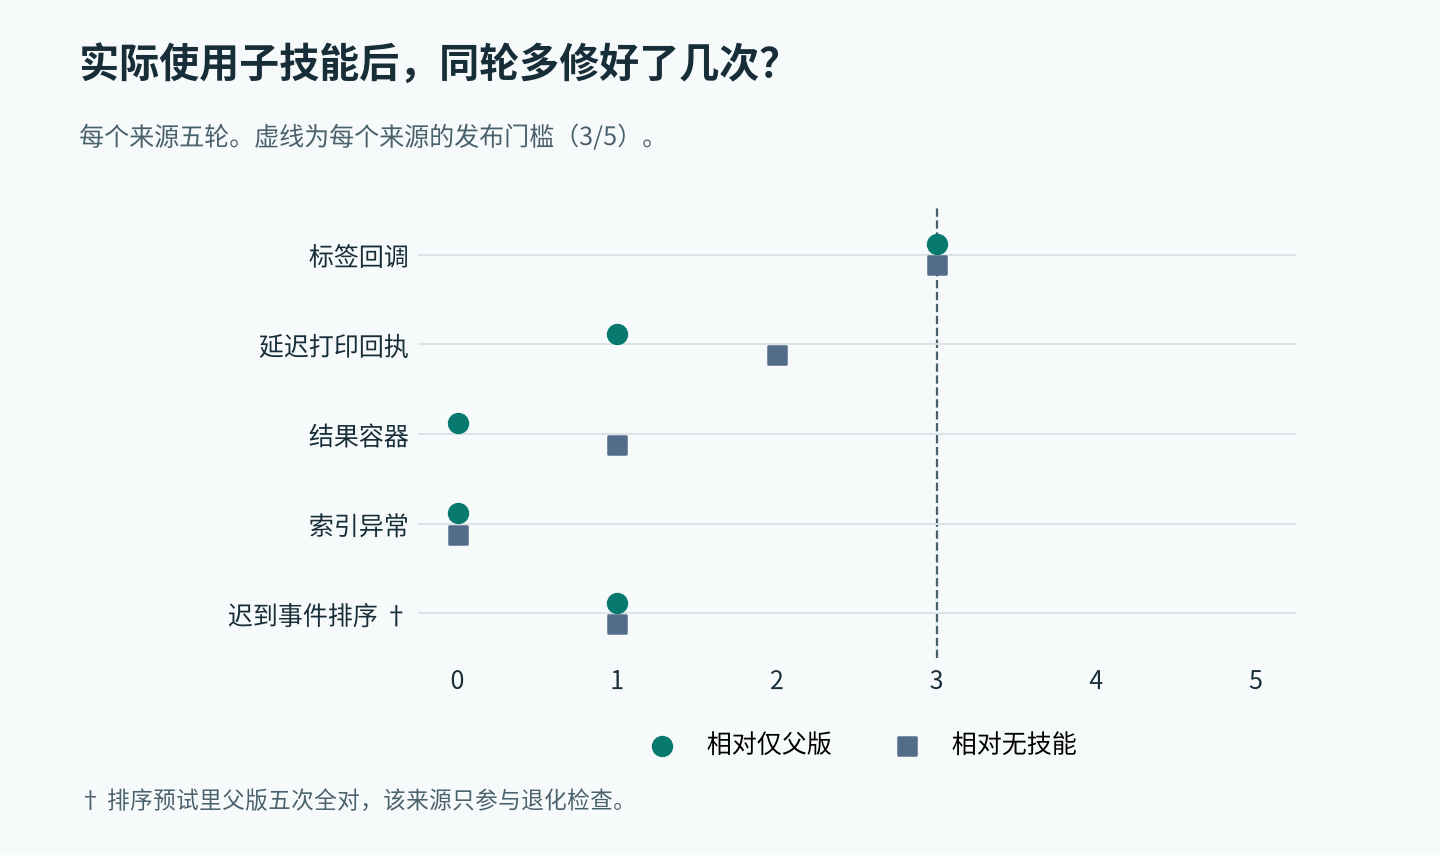 实际使用子技能后，同轮多修好了几次？
每个来源五轮。虚线为每个来源的发布门槛（3/5）。
标签回调
延迟打印回执
结果容器
索引异常
迟到事件排序 †
0 1 2 3 4 5
相对仅父版 相对无技能
† 排序预试里父版五次全对，该来源只参与退化检查。